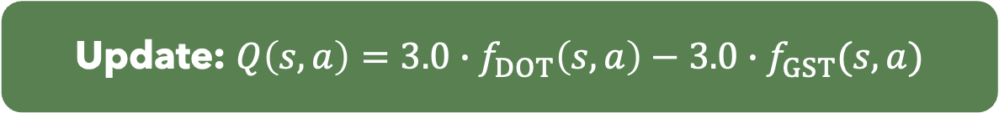 Update: Q(s, a) = 3.0 · f_DOT(s, a) − 3.0 · f_GST(s, a)